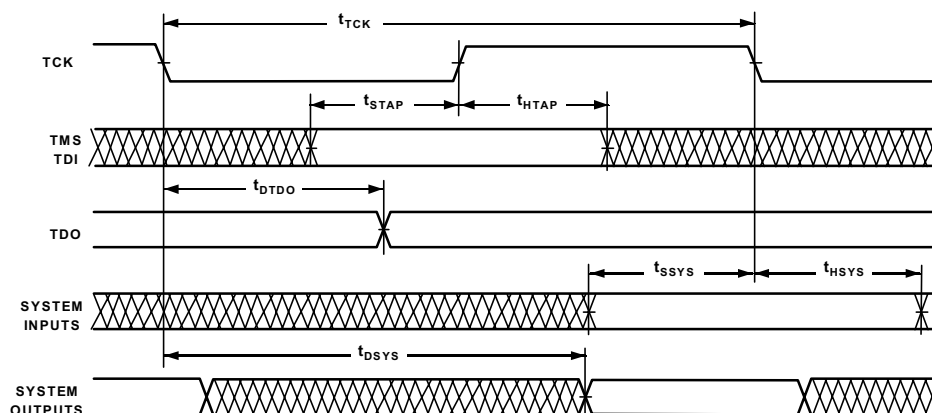 tTCK
TCK
tSTAP
tHTAP
TMS
TDI
tDTDO
TDO
tSSYS
tHSYS
SYSTEM
INPUTS
tDSYS
SYSTEM
OUTPUTS